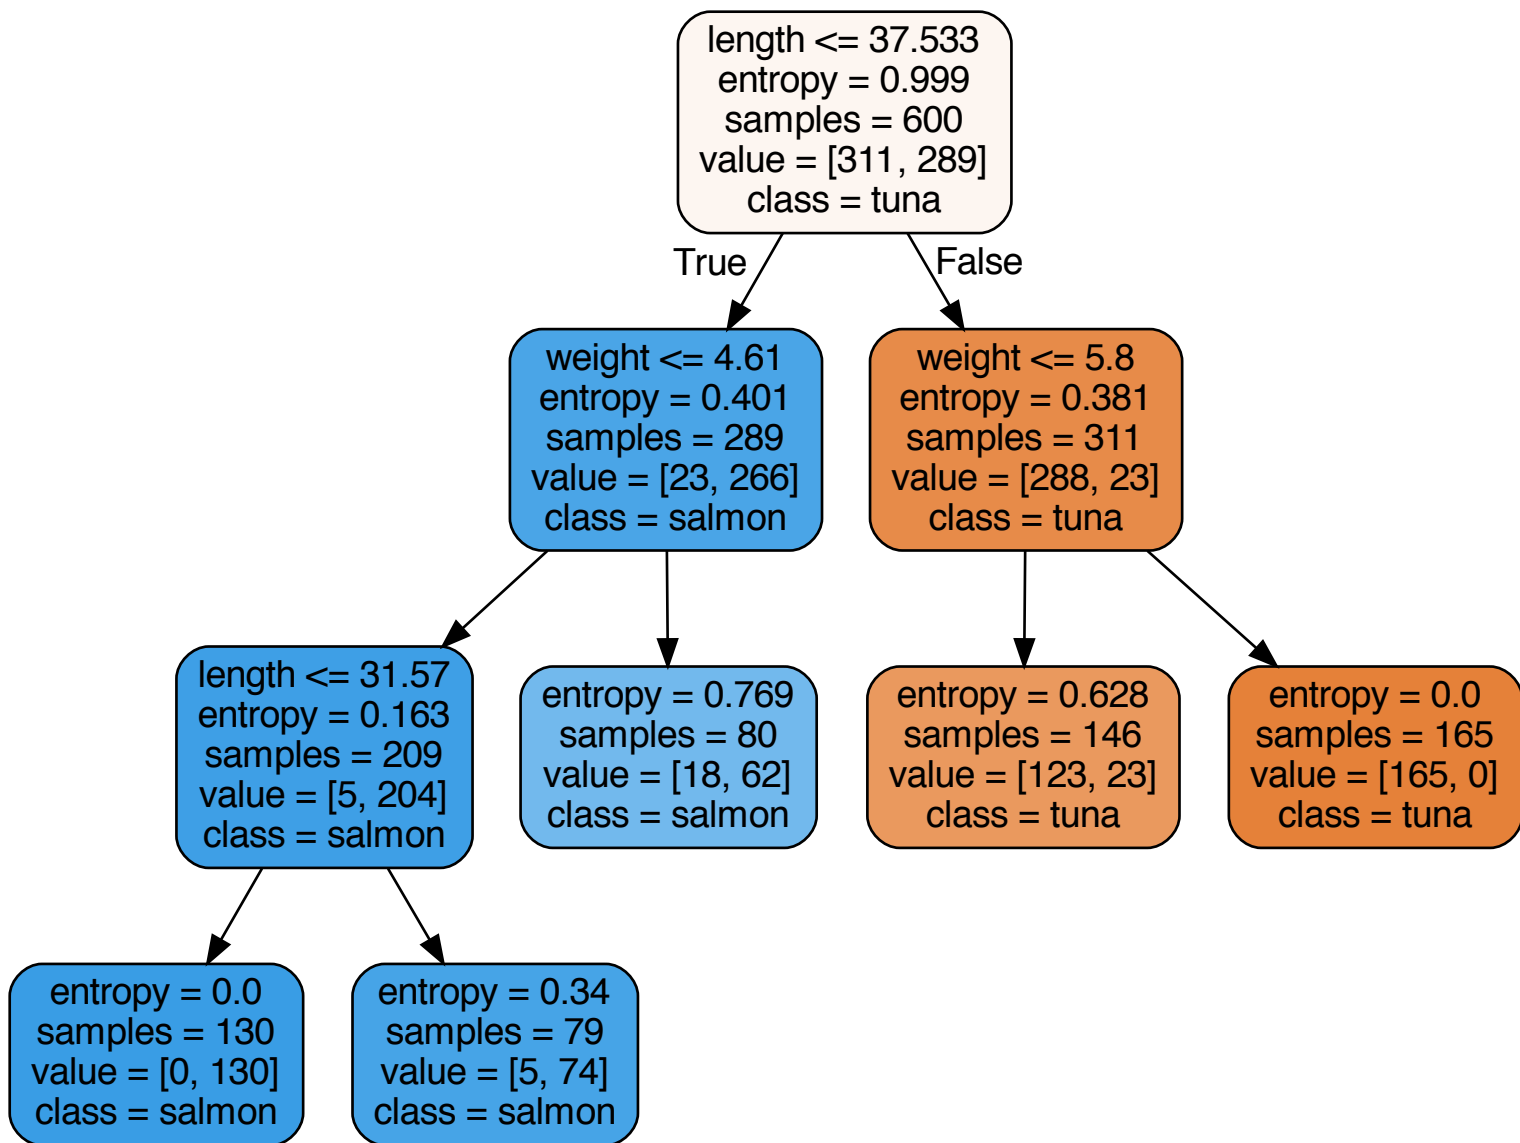 length <= 37.533
entropy = 0.999
samples = 600
value = [311, 289]
class = tuna
True
False
weight <= 4.61
entropy = 0.401
samples = 289
value = [23, 266]
class = salmon
weight <= 5.8
entropy = 0.381
samples = 311
value = [288, 23]
class = tuna
length <= 31.57
entropy = 0.163
samples = 209
value = [5, 204]
class = salmon
entropy = 0.769
samples = 80
value = [18, 62]
class = salmon
entropy = 0.628
samples = 146
value = [123, 23]
class = tuna
entropy = 0.0
samples = 165
value = [165, 0]
class = tuna
entropy = 0.0
samples = 130
value = [0, 130]
class = salmon
entropy = 0.34
samples = 79
value = [5, 74]
class = salmon